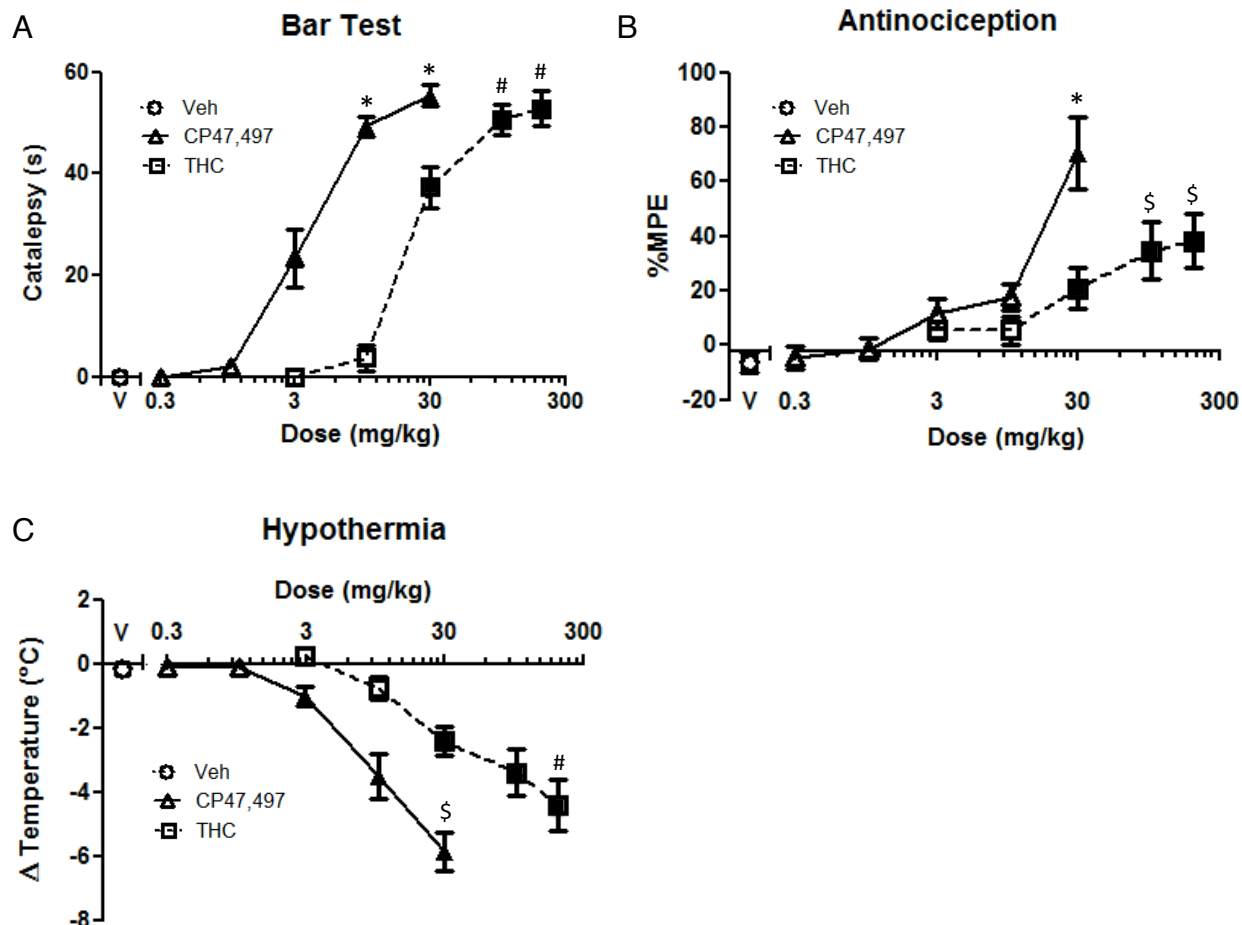 A
Bar Test
60
40
20
0
Catalepsy (s)
Veh
CP47,497
THC
*
*
#
#
V 0.3 3 30 300
Dose (mg/kg)
B
Antinociception
100
80
60
40
20
0
-20
%MPE
Veh
CP47,497
THC
*
$
$
V 0.3 3 30 300
Dose (mg/kg)
C
Hypothermia
Dose (mg/kg)
V 0.3 3 30 300
2
0
-2
-4
-6
-8
Δ Temperature (°C)
Veh
CP47,497
THC
$
#